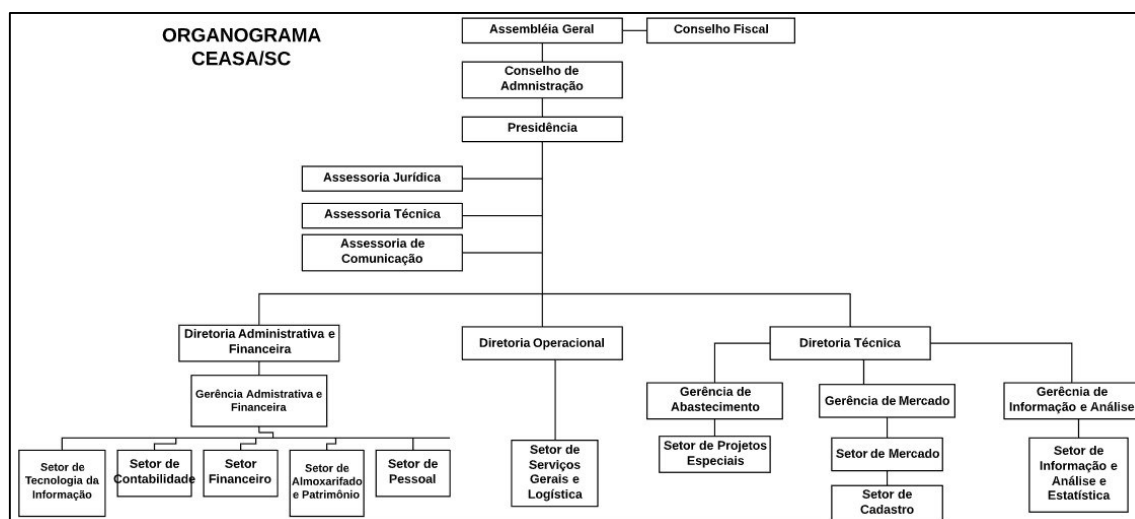 ORGANOGRAMA
CEASA/SC
Assembléia Geral
Conselho Fiscal
Conselho de
Admnistração
Presidência
Assessoria Jurídica
Assessoria Técnica
Assessoria de
Comunicação
Diretoria Administrativa e
Financeira
Diretoria Operacional
Diretoria Técnica
Gerência Admistrativa e
Financeira
Gerência de
Abastecimento
Gerência de Mercado
Gerêcnia de
Informação e Análise
Setor de
Tecnologia da
Informação
Setor de
Contabilidade
Setor
Financeiro
Setor de
Almoxarifado
e Patrimônio
Setor de
Pessoal
Setor de
Serviços
Gerais e
Logística
Setor de Projetos
Especiais
Setor de Mercado
Setor de
Cadastro
Setor de
Informação e
Análise e
Estatística